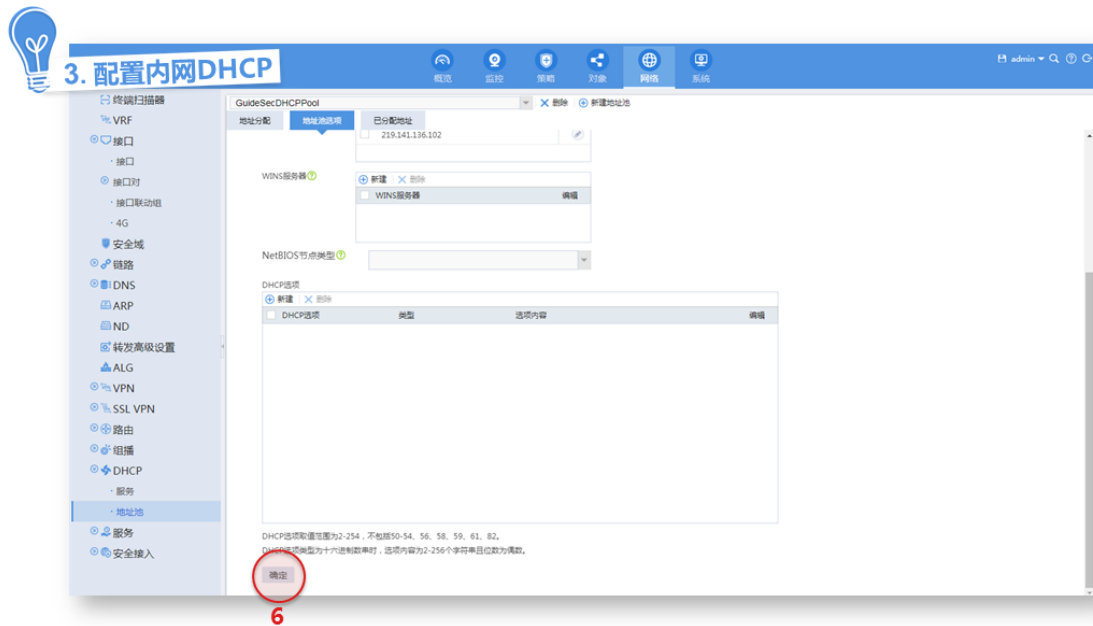 3. 配置内网DHCP
概览 监控 策略 对象 网络 系统
admin
终端扫描器
VRF
接口
接口
接口对
接口联动组
4G
安全域
链路
DNS
ARP
ND
转发高级设置
ALG
VPN
SSL VPN
路由
组播
DHCP
服务
地址池
服务
安全接入
GuideSecDHCPPool 删除 新建地址池
地址分配 地址池选项 已分配地址
219.141.136.102
WINS服务器 新建 删除
WINS服务器 编辑
NetBIOS节点类型
DHCP选项
新建 删除
DHCP选项 类型 选项内容 编辑
DHCP选项取值范围为2-254，不包括50-54、56、58、59、61、82。
DHCP选项类型为十六进制数串时，选项内容为2-256个字符串且位数为偶数。
确定
6